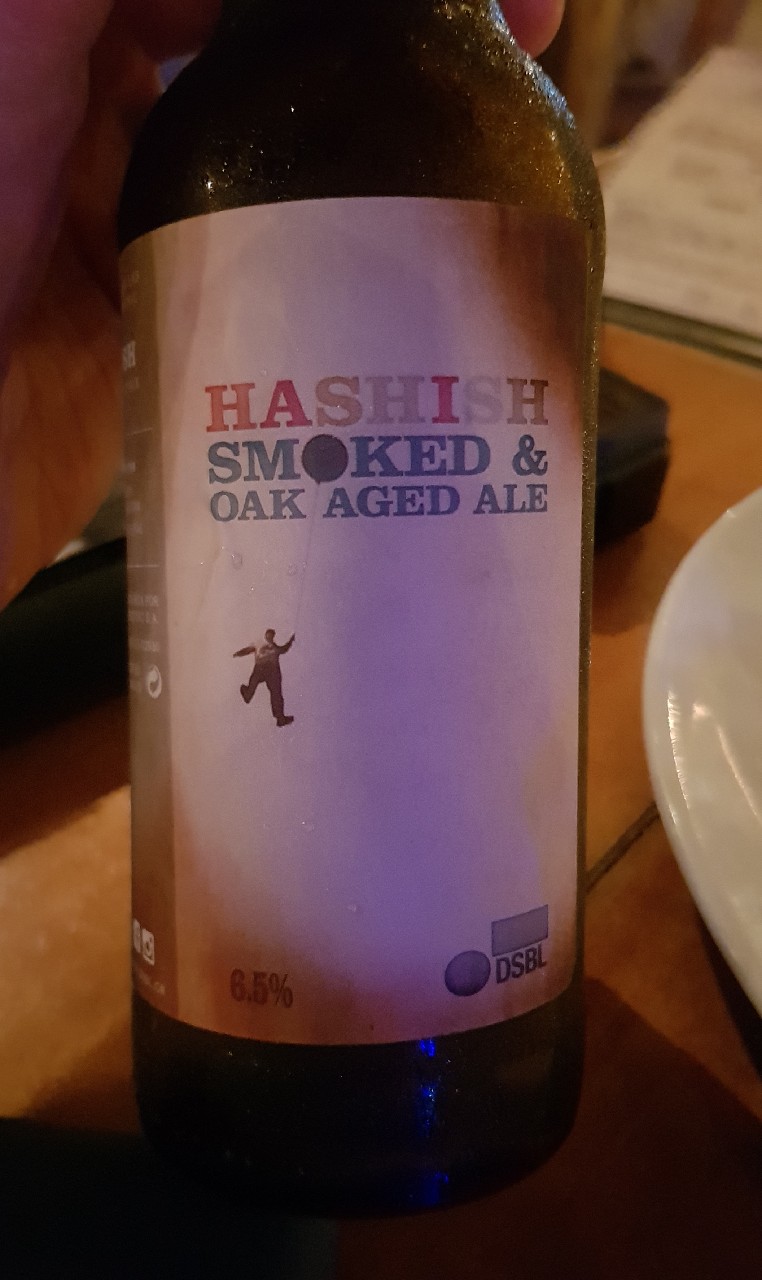 HASHISH
SMOKED &
OAK AGED ALE
6.5%
DSBL